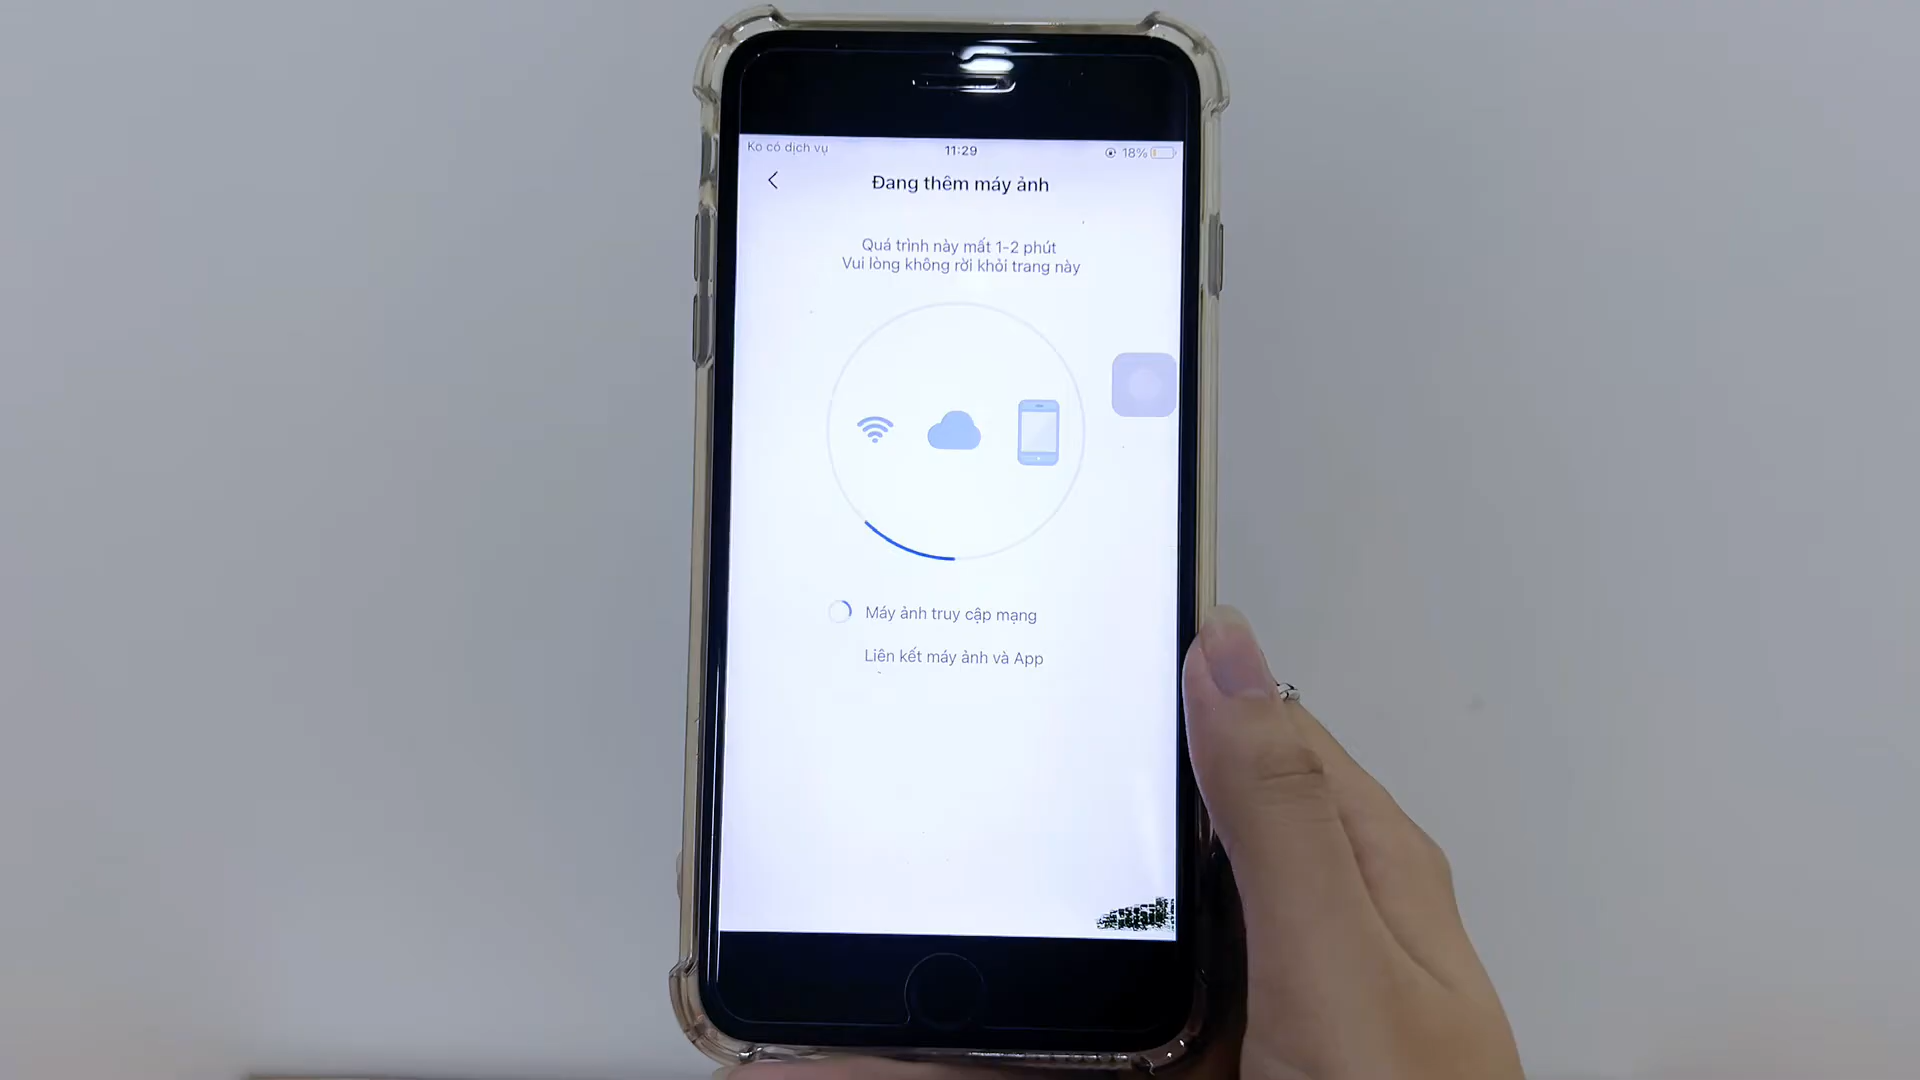 Ko có dịch vụ 11:29 18%
Đang thêm máy ảnh
Quá trình này mất 1-2 phút
Vui lòng không rời khỏi trang này
Máy ảnh truy cập mạng
Liên kết máy ảnh và App